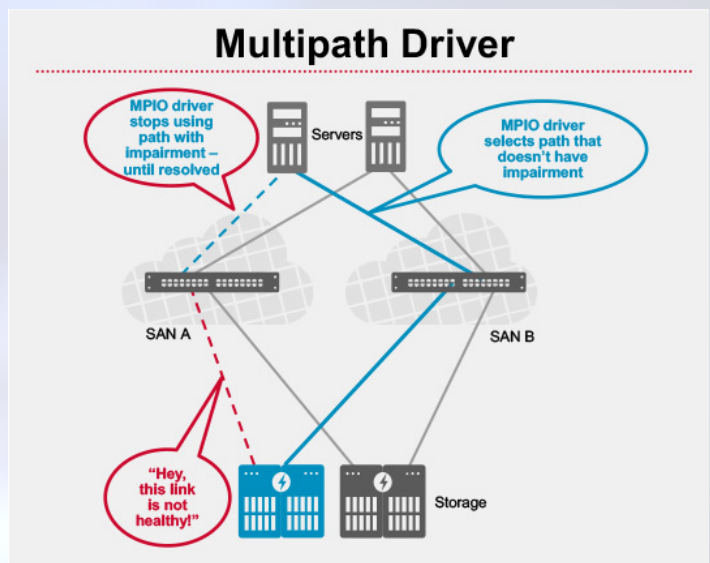 Multipath Driver
MPIO driver
stops using
path with
impairment –
until resolved
Servers
MPIO driver
selects path that
doesn't have
impairment
SAN A
SAN B
"Hey,
this link
is not
healthy!"
Storage